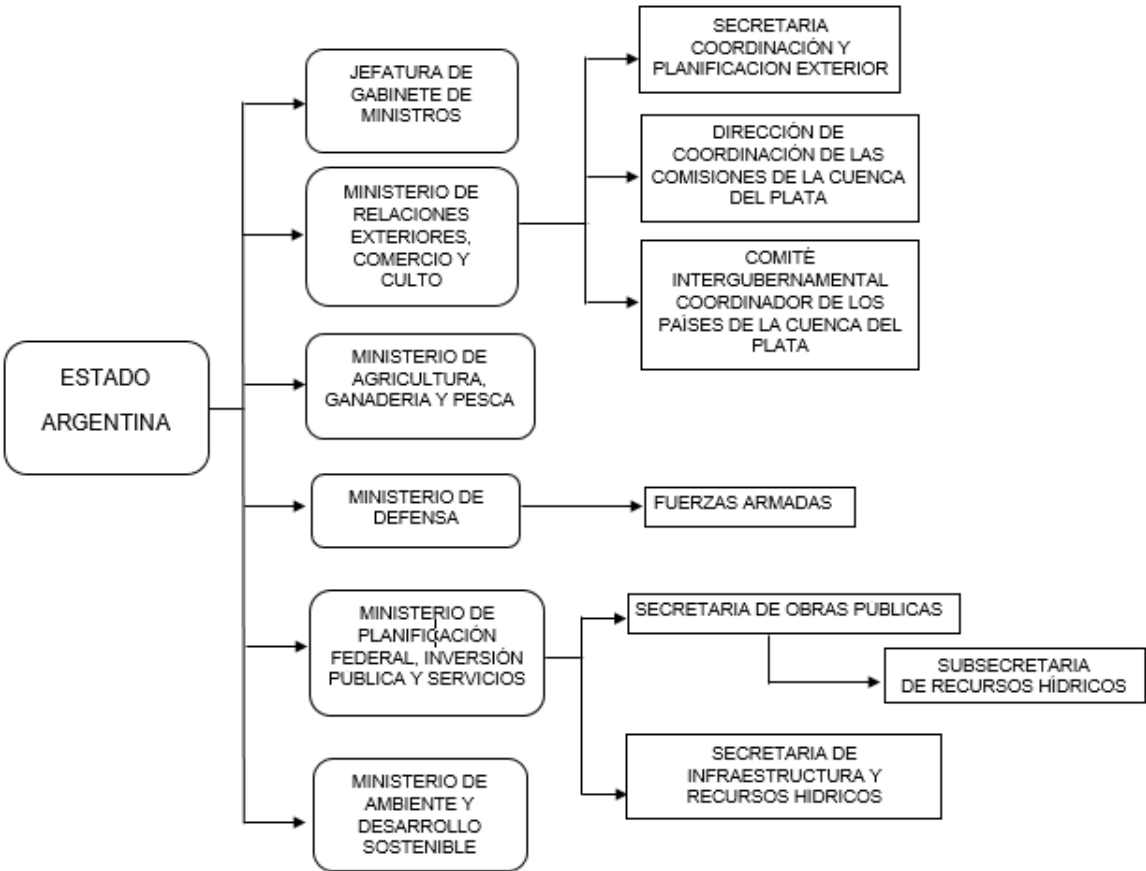 ESTADO
ARGENTINA
JEFATURA DE
GABINETE DE
MINISTROS
MINISTERIO DE
RELACIONES
EXTERIORES,
COMERCIO Y
CULTO
SECRETARIA
COORDINACIÓN Y
PLANIFICACION EXTERIOR
DIRECCIÓN DE
COORDINACIÓN DE LAS
COMISIONES DE LA CUENCA
DEL PLATA
COMITÉ
INTERGUBERNAMENTAL
COORDINADOR DE LOS
PAÍSES DE LA CUENCA DEL
PLATA
MINISTERIO DE
AGRICULTURA,
GANADERIA Y PESCA
MINISTERIO DE
DEFENSA
FUERZAS ARMADAS
MINISTERIO DE
PLANIFICACIÓN
FEDERAL, INVERSIÓN
PUBLICA Y SERVICIOS
SECRETARIA DE OBRAS PUBLICAS
SUBSECRETARIA
DE RECURSOS HÍDRICOS
SECRETARIA DE
INFRAESTRUCTURA Y
RECURSOS HIDRICOS
MINISTERIO DE
AMBIENTE Y
DESARROLLO
SOSTENIBLE